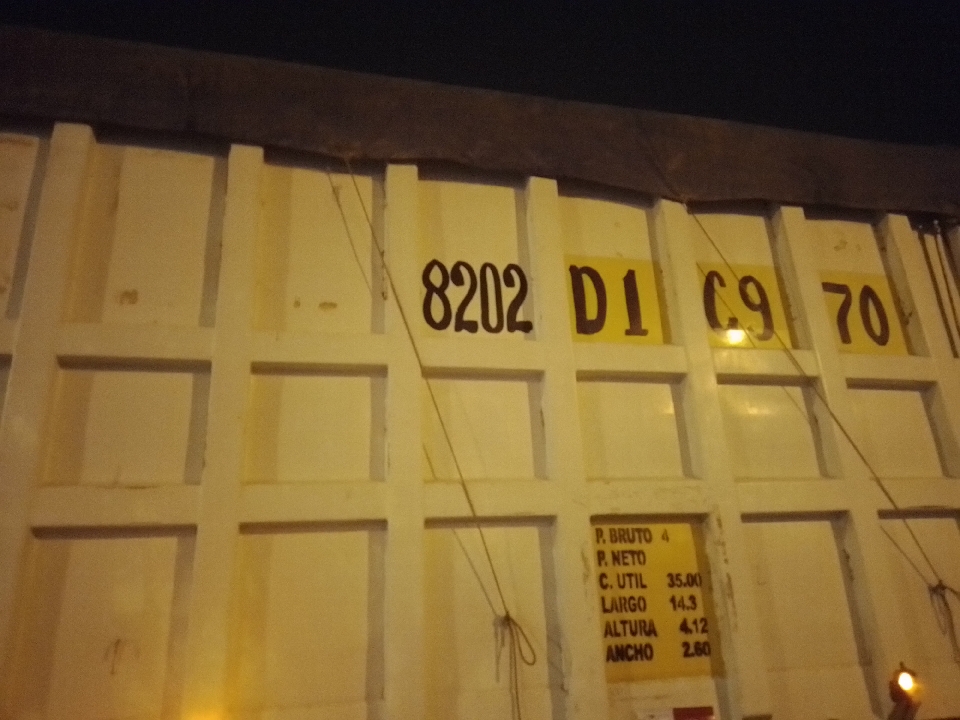 8202 D1 C9 70
P. BRUTO 4
P. NETO
C. UTIL 35.00
LARGO 14.3
ALTURA 4.12
ANCHO 2.60